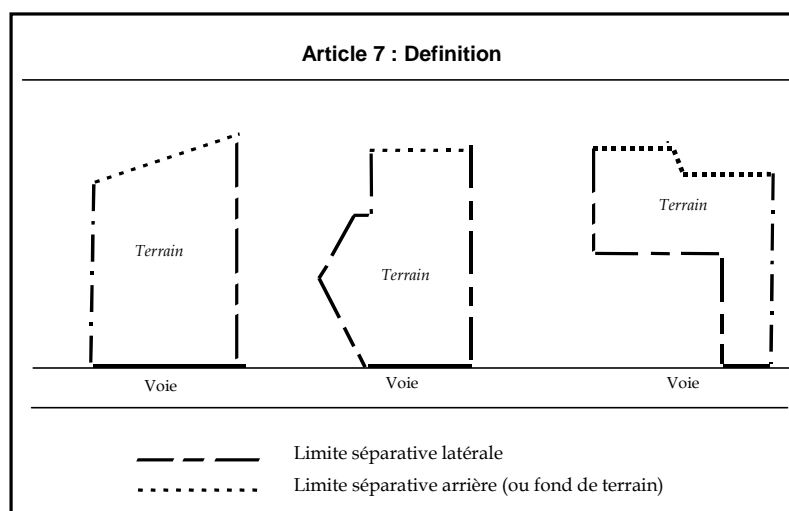 Article 7 : Definition
Terrain
Terrain
Terrain
Voie
Voie
Voie
Limite séparative latérale
Limite séparative arrière (ou fond de terrain)